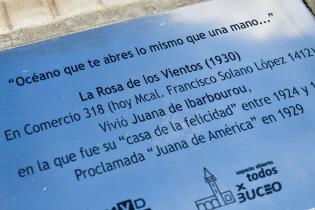 “Océano que te abres lo mismo que una mano...”
La Rosa de los Vientos (1930)
En Comercio 318 (hoy Mcal. Francisco Solano López 1412)
Vivió Juana de Ibarbourou,
en la que fue su “casa de la felicidad” entre 1924 y
Proclamada “Juana de América” en 1929
espacio abierto
todos
x
BUCEO